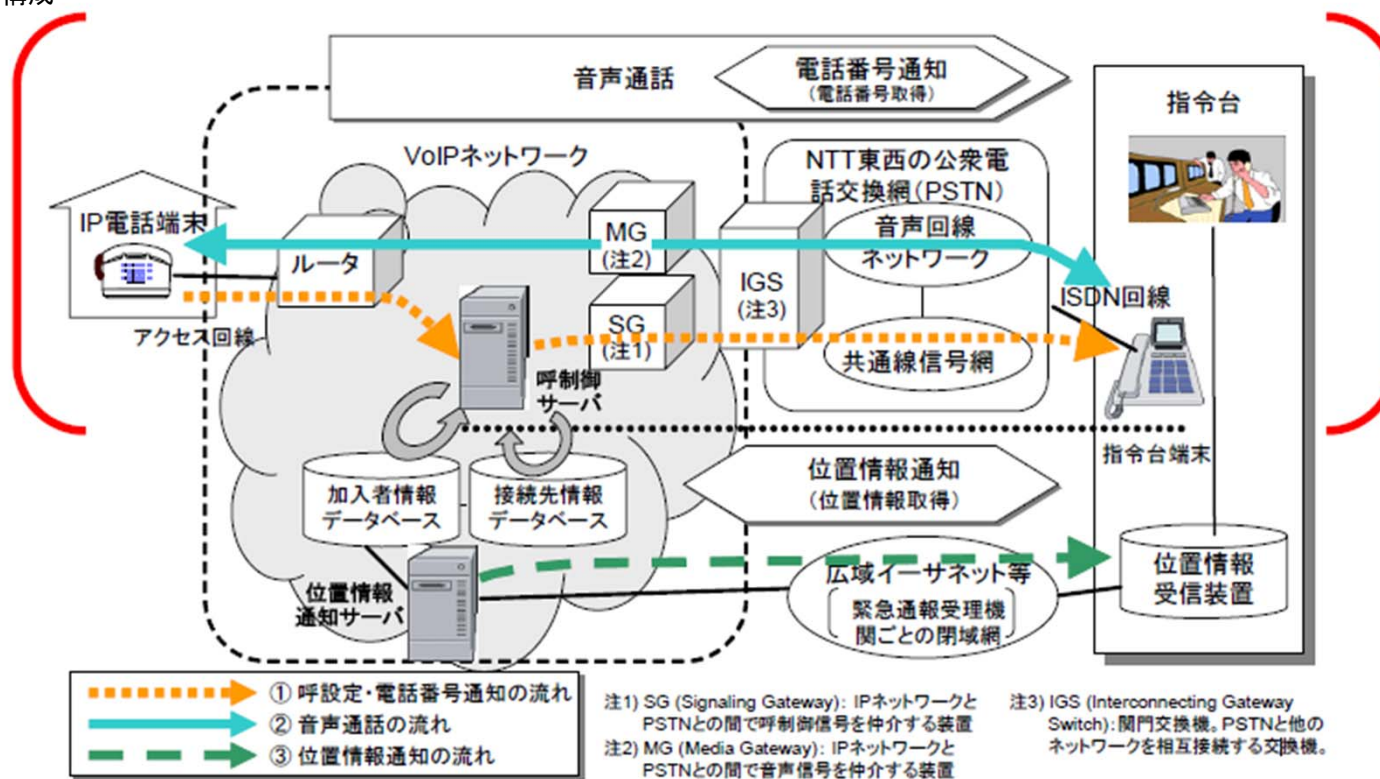 構成
音声通話
電話番号通知
(電話番号取得)
指令台
VoIPネットワーク
NTT東西の公衆電
話交換網(PSTN)
IP電話端末
ルータ
MG
(注2)
音声回線
ネットワーク
IGS
(注3)
ISDN回線
アクセス回線
SG
(注1)
共通線信号網
呼制御
サーバ
指令台端末
位置情報通知
(位置情報取得)
加入者情報
データベース
接続先情報
データベース
位置情報
通知サーバ
広域イーサネット等
緊急通報受理機
関ごとの閉域網
位置情報
受信装置
① 呼設定・電話番号通知の流れ
② 音声通話の流れ
③ 位置情報通知の流れ
注1) SG (Signaling Gateway): IPネットワークと
PSTNとの間で呼制御信号を仲介する装置
注2) MG (Media Gateway): IPネットワークと
PSTNとの間で音声信号を仲介する装置
注3) IGS (Interconnecting Gateway
Switch):関門交換機。PSTNと他の
ネットワークを相互接続する交換機。